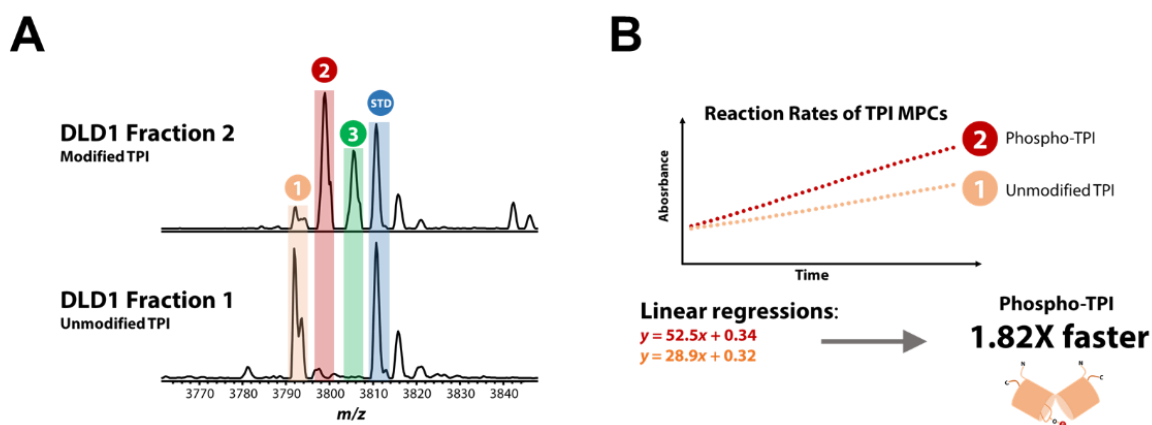 A
2
STD
3
1
DLD1 Fraction 2
Modified TPI
DLD1 Fraction 1
Unmodified TPI
3770 3780 3790 3800 3810 3820 3830 3840
m/z
B
Reaction Rates of TPI MPCs
2 Phospho-TPI
1 Unmodified TPI
Abosrbance
Time
Linear regressions:
y = 52.5x + 0.34
y = 28.9x + 0.32
Phospho-TPI
1.82X faster
N N
C C